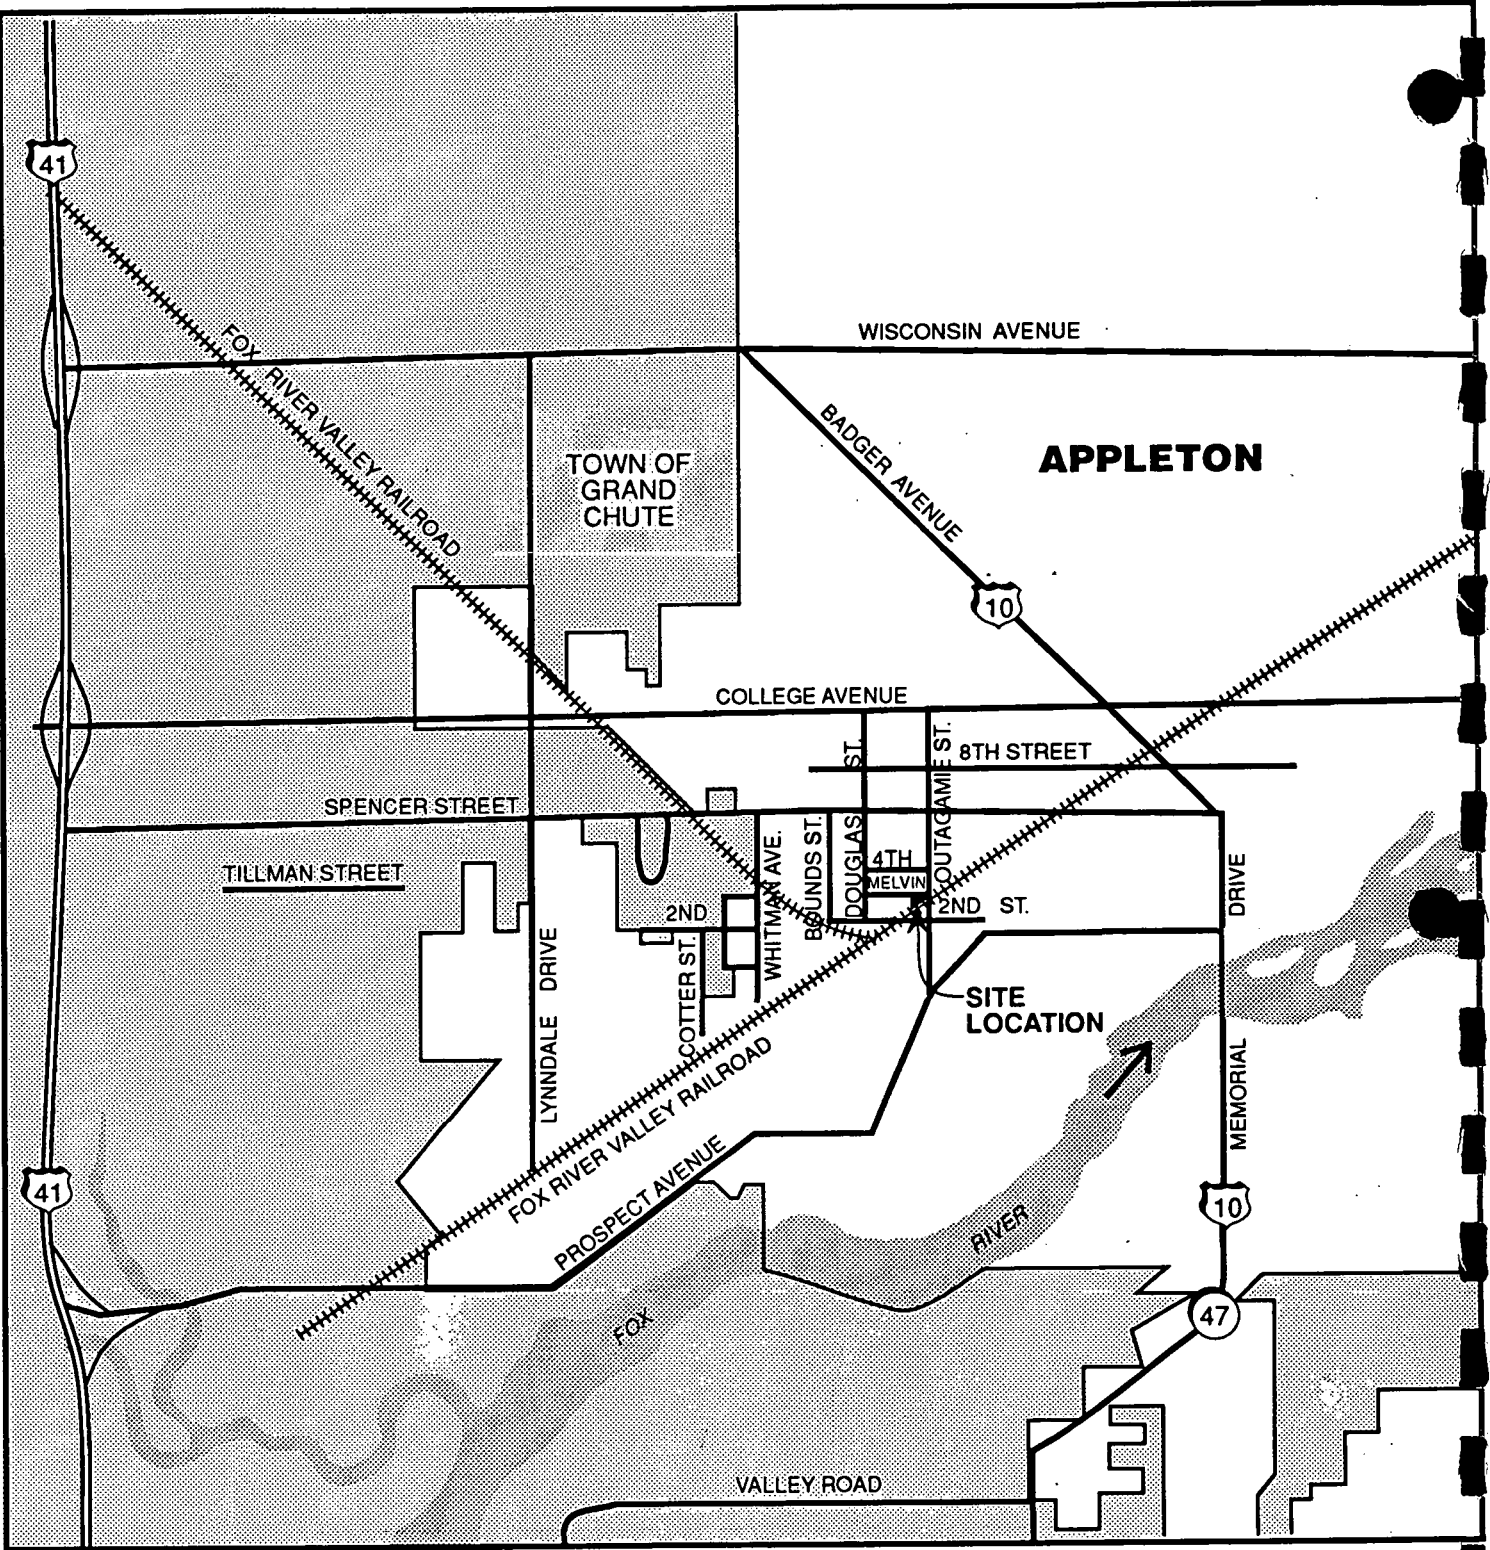 41
WISCONSIN AVENUE
FOX RIVER VALLEY RAILROAD
BADGER AVENUE
APPLETON
TOWN OF
GRAND
CHUTE
10
COLLEGE AVENUE
ST.
OUTAGAMIE ST.
8TH STREET
SPENCER STREET
TILLMAN STREET
WHITMAN AVE.
BOUNDS ST.
DOUGLAS
4TH
MELVIN
2ND
2ND ST.
DRIVE
LYNNDALE DRIVE
COTTER ST.
SITE
LOCATION
FOX RIVER VALLEY RAILROAD
MEMORIAL
PROSPECT AVENUE
41
10
RIVER
FOX
47
VALLEY ROAD